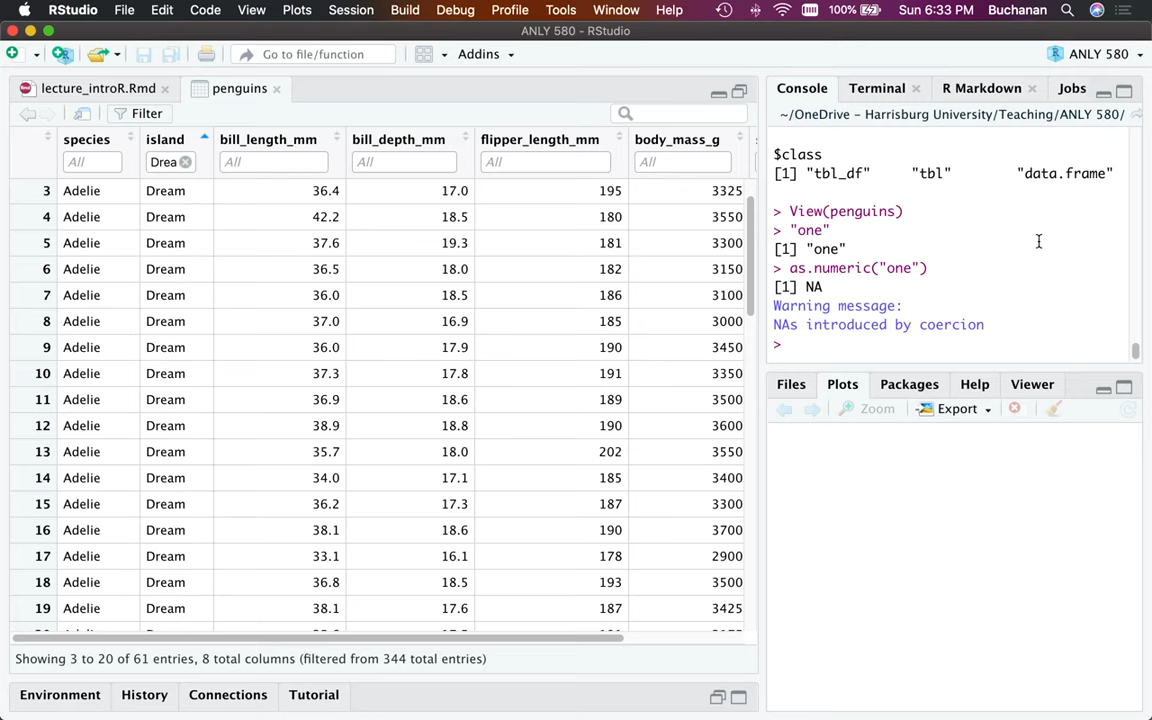 RStudio File Edit Code View Plots Session Build Debug Profile Tools Window Help 100% Sun 6:33 PM Buchanan
ANLY 580 - RStudio
Go to file/function Addins ANLY 580
lecture_introR.Rmd penguins
Filter
species island bill_length_mm bill_depth_mm flipper_length_mm body_mass_g
All Drea All All All All
3 Adelie Dream 36.4 17.0 195 3325
4 Adelie Dream 42.2 18.5 180 3550
5 Adelie Dream 37.6 19.3 181 3300
6 Adelie Dream 36.5 18.0 182 3150
7 Adelie Dream 36.0 18.5 186 3100
8 Adelie Dream 37.0 16.9 185 3000
9 Adelie Dream 36.0 17.9 190 3450
10 Adelie Dream 37.3 17.8 191 3350
11 Adelie Dream 36.9 18.6 189 3500
12 Adelie Dream 38.9 18.8 190 3600
13 Adelie Dream 35.7 18.0 202 3550
14 Adelie Dream 34.0 17.1 185 3400
15 Adelie Dream 36.2 17.3 187 3300
16 Adelie Dream 38.1 18.6 190 3700
17 Adelie Dream 33.1 16.1 178 2900
18 Adelie Dream 36.8 18.5 193 3500
19 Adelie Dream 38.1 17.6 187 3425
Showing 3 to 20 of 61 entries, 8 total columns (filtered from 344 total entries)
Environment History Connections Tutorial
Console Terminal R Markdown Jobs
~/OneDrive - Harrisburg University/Teaching/ANLY 580/
$class
[1] "tbl_df" "tbl" "data.frame"
> View(penguins)
> "one"
[1] "one"
> as.numeric("one")
[1] NA
Warning message:
NAs introduced by coercion
>
Files Plots Packages Help Viewer
Zoom Export